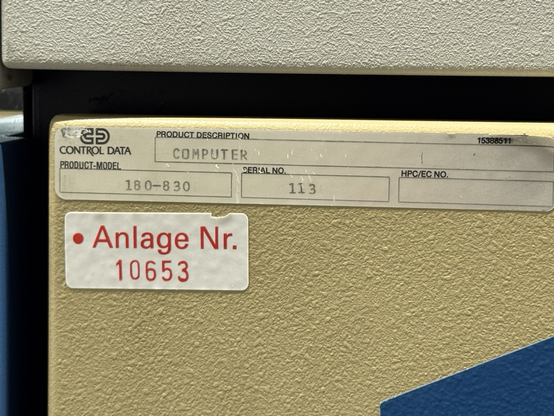 CONTROL DATA
PRODUCT DESCRIPTION
15388511
COMPUTER
PRODUCT-MODEL
180-830
SERIAL NO.
113
HPC/EC NO.
• Anlage Nr.
10653